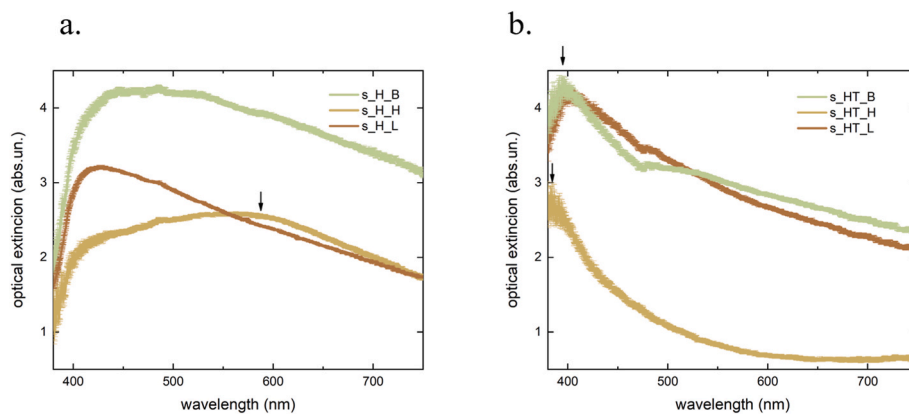 a.
s_H_B
s_H_H
s_H_L
optical extincion (abs.un.)
4
3
2
1
400
500
600
700
wavelength (nm)
b.
s_HT_B
s_HT_H
s_HT_L
optical extincion (abs.un.)
4
3
2
1
400
500
600
700
wavelength (nm)